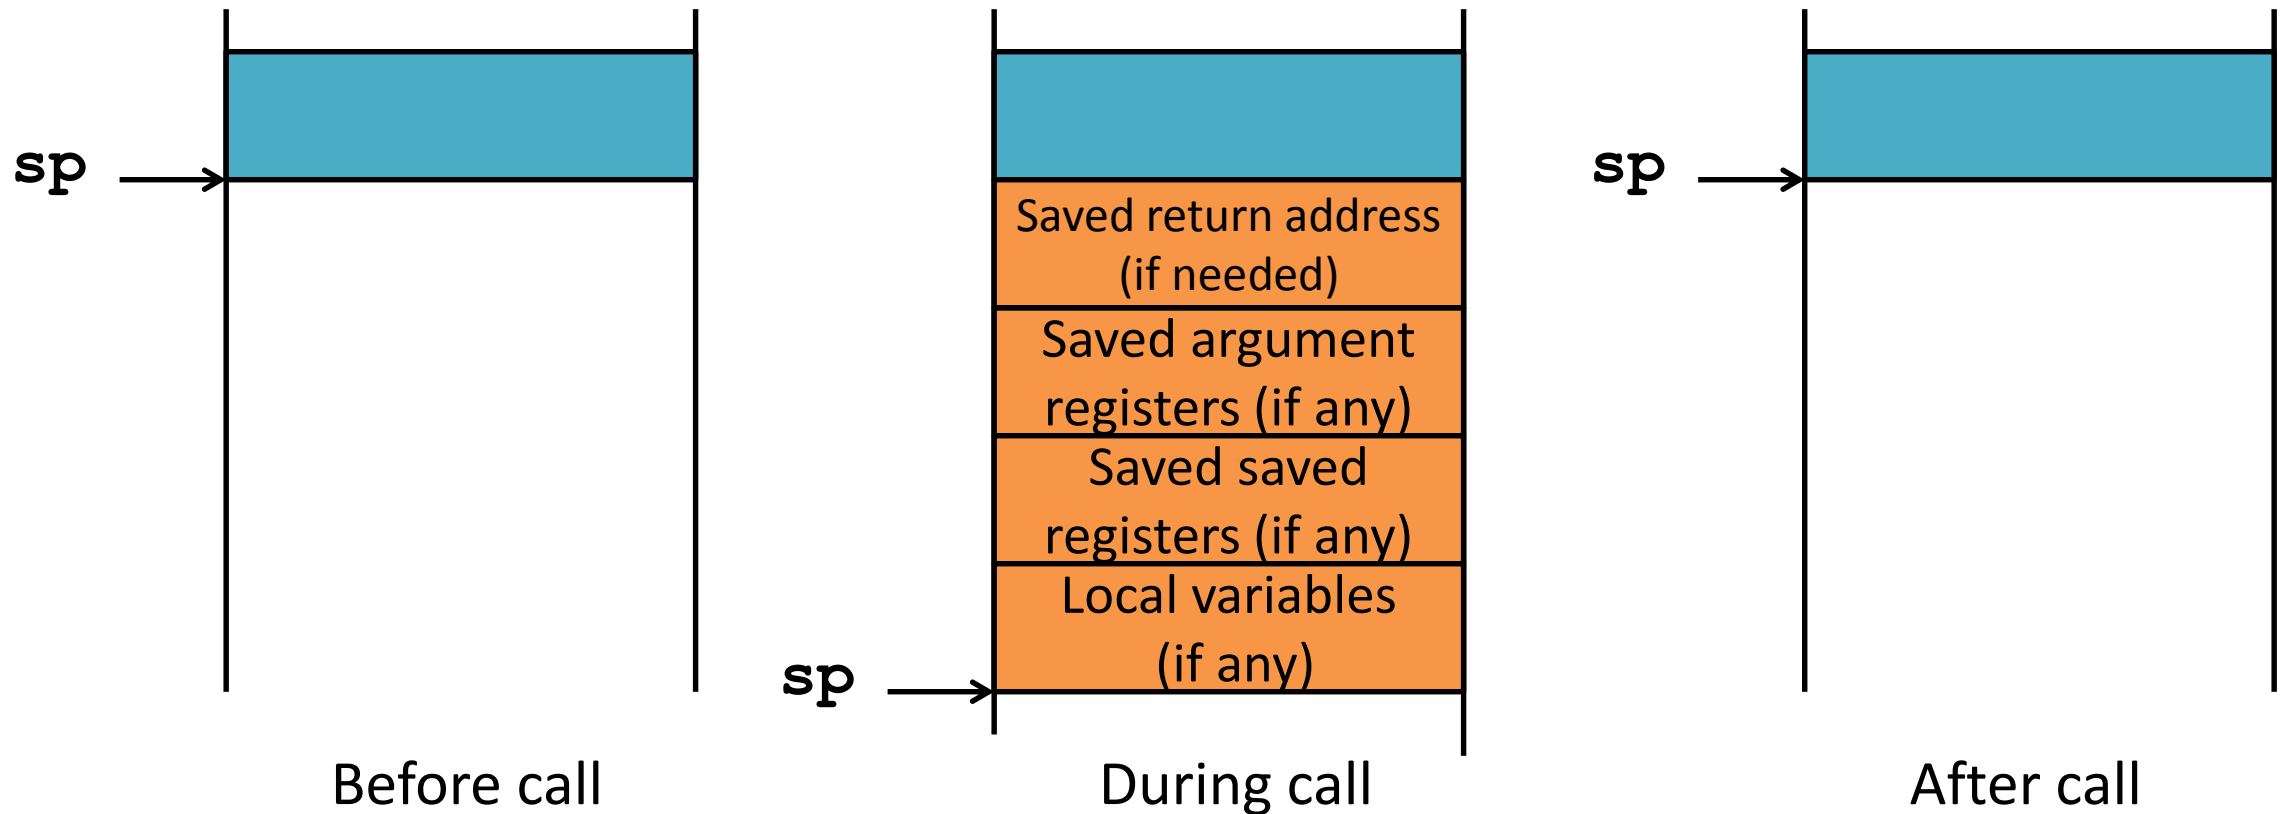 sp
Before call
Saved return address
(if needed)
Saved argument
registers (if any)
Saved saved
registers (if any)
Local variables
(if any)
sp
During call
sp
After call